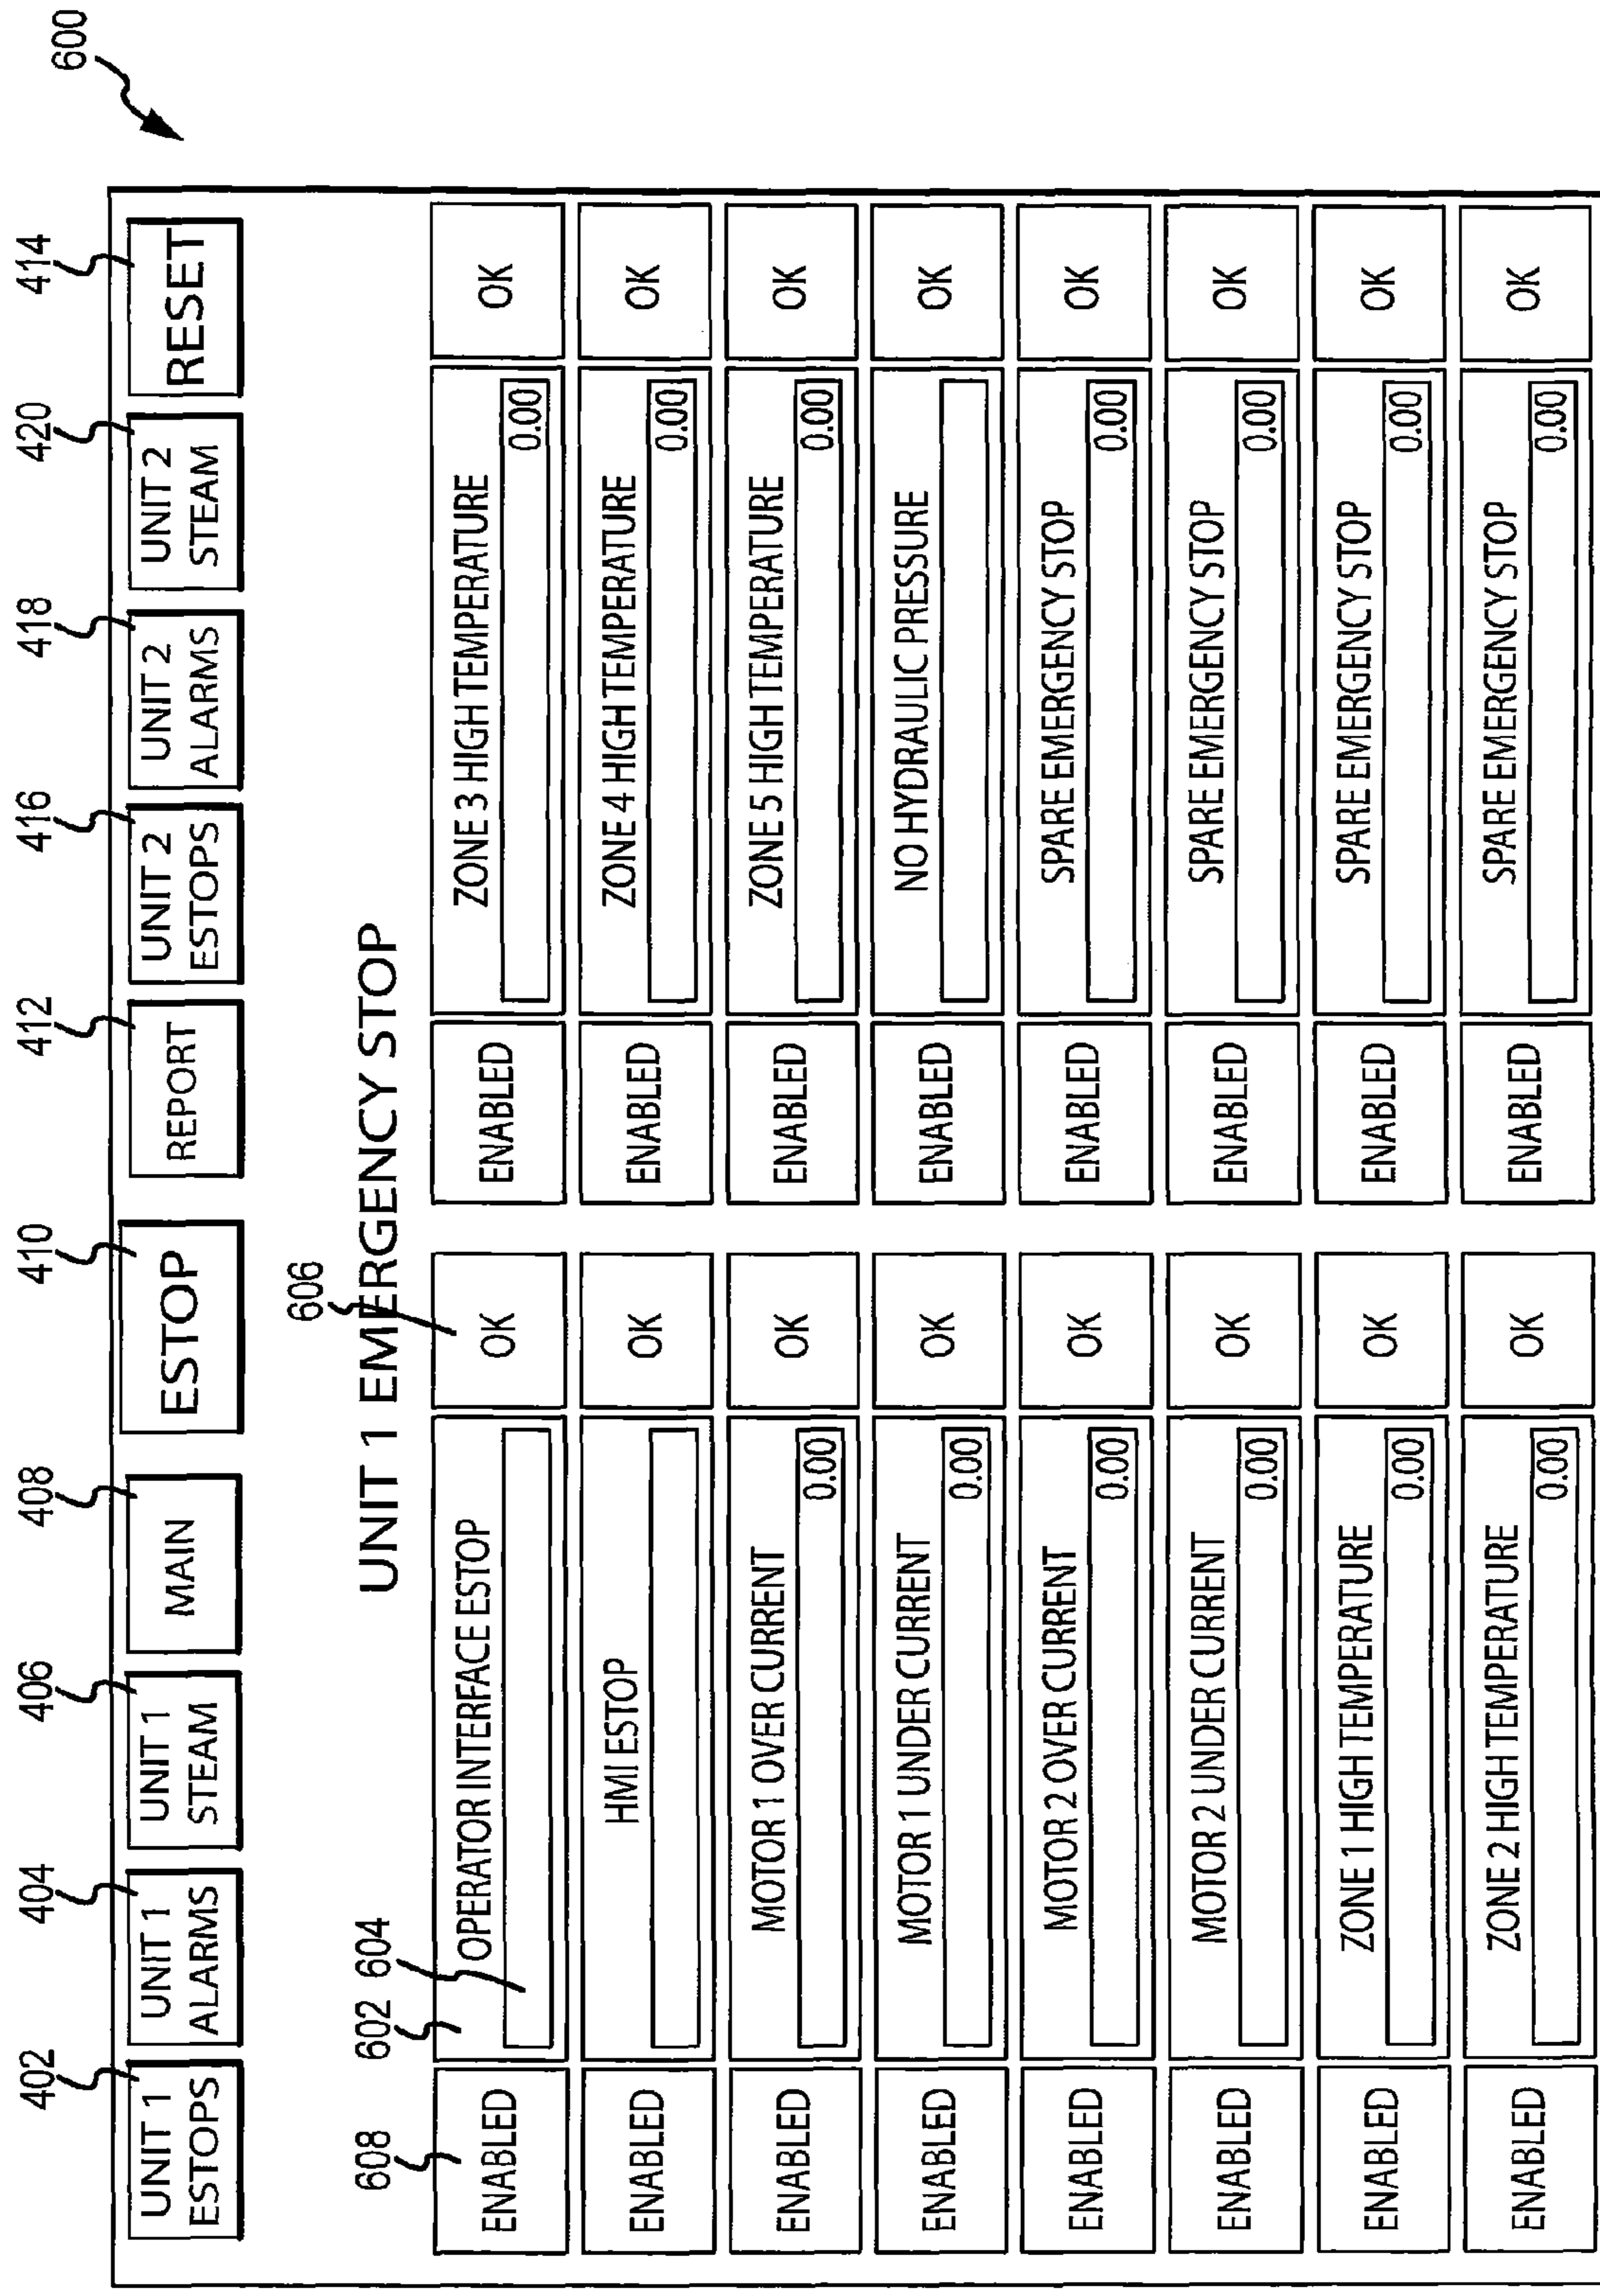 600
402
404
406
408
410
412
416
418
420
414
UNIT 1
ESTOPS
UNIT 1
ALARMS
UNIT 1
STEAM
MAIN
ESTOP
REPORT
UNIT 2
ESTOPS
UNIT 2
ALARMS
UNIT 2
STEAM
RESET
606
UNIT 1 EMERGENCY STOP
608
602
604
ENABLED
OPERATOR INTERFACE ESTOP
OK
ENABLED
ZONE 3 HIGH TEMPERATURE
0.00
OK
ENABLED
HMI ESTOP
OK
ENABLED
ZONE 4 HIGH TEMPERATURE
0.00
OK
ENABLED
MOTOR 1 OVER CURRENT
0.00
OK
ENABLED
ZONE 5 HIGH TEMPERATURE
0.00
OK
ENABLED
MOTOR 1 UNDER CURRENT
0.00
OK
ENABLED
NO HYDRAULIC PRESSURE
OK
ENABLED
MOTOR 2 OVER CURRENT
0.00
OK
ENABLED
SPARE EMERGENCY STOP
0.00
OK
ENABLED
MOTOR 2 UNDER CURRENT
0.00
OK
ENABLED
SPARE EMERGENCY STOP
0.00
OK
ENABLED
ZONE 1 HIGH TEMPERATURE
0.00
OK
ENABLED
SPARE EMERGENCY STOP
0.00
OK
ENABLED
ZONE 2 HIGH TEMPERATURE
0.00
OK
ENABLED
SPARE EMERGENCY STOP
0.00
OK